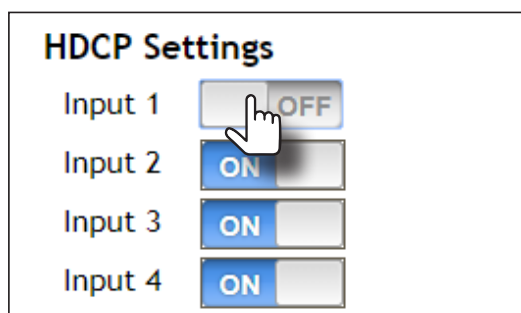 HDCP Settings
Input 1 OFF
Input 2 ON
Input 3 ON
Input 4 ON